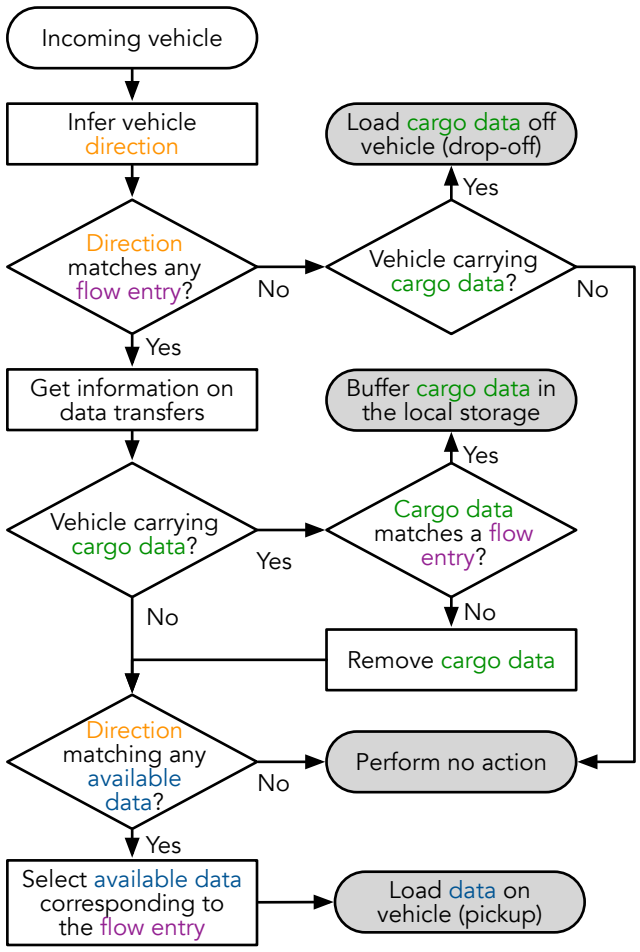 Incoming vehicle
Infer vehicle
direction
Load cargo data off
vehicle (drop-off)
Yes
Direction
matches any
flow entry?
No
Vehicle carrying
cargo data?
No
Yes
Get information on
data transfers
Buffer cargo data in
the local storage
Yes
Vehicle carrying
cargo data?
Yes
Cargo data
matches a flow
entry?
No
No
Remove cargo data
Direction
matching any
available
data?
No
Perform no action
Yes
Select available data
corresponding to
the flow entry
Load data on
vehicle (pickup)